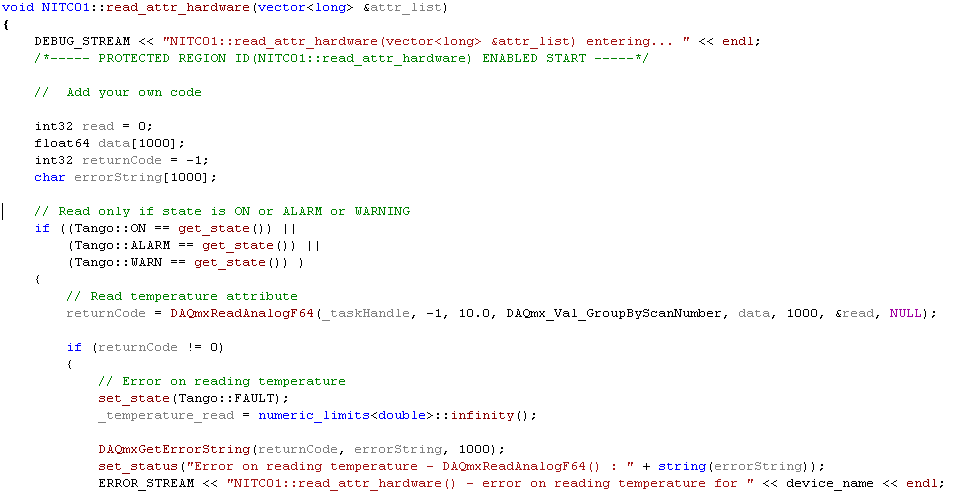 void NITC01::read_attr_hardware(vector<long> &attr_list)
{
DEBUG_STREAM << "NITC01::read_attr_hardware(vector<long> &attr_list) entering... " << endl;
/*----- PROTECTED REGION ID(NITC01::read_attr_hardware) ENABLED START -----*/
// Add your own code
int32 read = 0;
float64 data[1000];
int32 returnCode = -1;
char errorString[1000];
// Read only if state is ON or ALARM or WARNING
if ((Tango::ON == get_state()) ||
(Tango::ALARM == get_state()) ||
(Tango::WARN == get_state()) )
{
// Read temperature attribute
returnCode = DAQmxReadAnalogF64(_taskHandle, -1, 10.0, DAQmx_Val_GroupByScanNumber, data, 1000, &read, NULL);
if (returnCode != 0)
{
// Error on reading temperature
set_state(Tango::FAULT);
_temperature_read = numeric_limits<double>::infinity();
DAQmxGetErrorString(returnCode, errorString, 1000);
set_status("Error on reading temperature - DAQmxReadAnalogF64() : " + string(errorString));
ERROR_STREAM << "NITC01::read_attr_hardware() - error on reading temperature for " << device_name << endl;